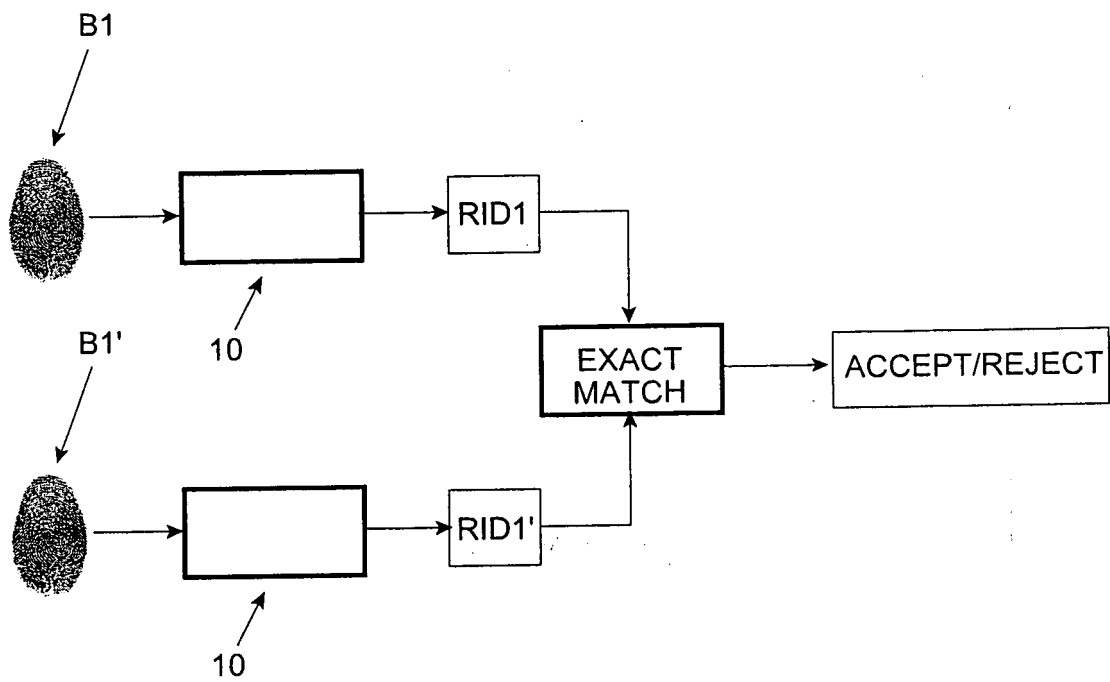 B1
RID1
10
B1'
EXACT
MATCH
ACCEPT/REJECT
RID1'
10